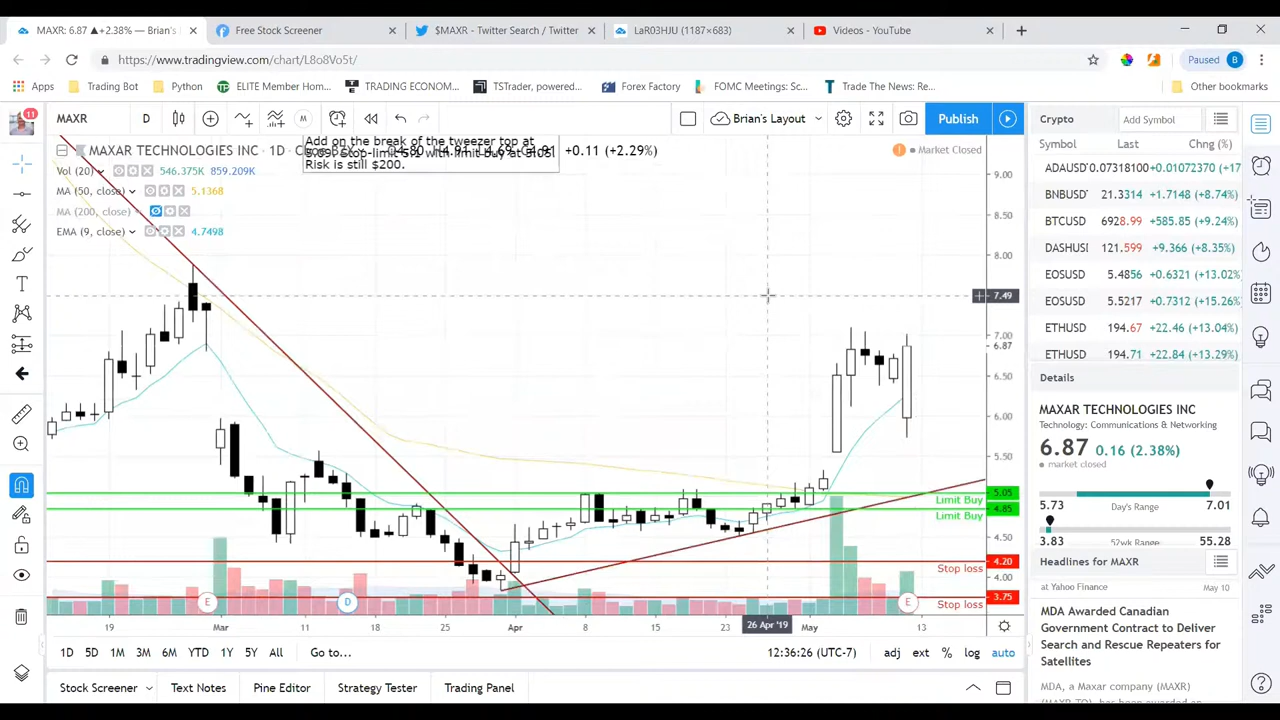 MAXR: 6.87 ▲+2.38% — Brian's
Free Stock Screener
$MAXR - Twitter Search / Twitter
LaR03HJU (1187×683)
Videos - YouTube
https://www.tradingview.com/chart/L8o8Vo5t/
Paused
B
Apps
Trading Bot
Python
ELITE Member Hom...
TRADING ECONOM...
TSTrader, powered...
Forex Factory
FOMC Meetings: Sc...
Trade The News: Re...
Other bookmarks
11
MAXR
D
M
Brian's Layout
Publish
Add on the break of the tweezer top at
Risk is still $200.
MAXAR TECHNOLOGIES INC · 1D ·
+0.11 (+2.29%)
Market Closed
Vol (20)
546.375K
859.209K
MA (50, close)
5.1368
MA (200, close)
EMA (9, close)
4.7498
9.00
8.50
8.00
7.49
7.00
6.87
6.50
6.00
5.50
5.05
Limit Buy
4.85
Limit Buy
4.50
4.20
Stop loss
4.00
3.75
Stop loss
E
D
E
19
Mar
11
18
25
Apr
8
15
23
26 Apr '19
May
13
1D
5D
1M
3M
6M
YTD
1Y
5Y
All
Go to...
12:36:26 (UTC-7)
adj
ext
%
log
auto
Stock Screener
Text Notes
Pine Editor
Strategy Tester
Trading Panel
Crypto
Add Symbol
Symbol
Last
Chng (%)
ADAUSD 0.07318100 +0.01072370 (+17
BNBUSD 21.3314 +1.7148 (+8.74%)
BTCUSD 6928.99 +585.85 (+9.24%)
DASHUSD 121.599 +9.366 (+8.35%)
EOSUSD 5.4856 +0.6321 (+13.02%)
EOSUSD 5.5217 +0.7312 (+15.26%)
ETHUSD 194.67 +22.46 (+13.04%)
ETHUSD 194.71 +22.84 (+13.29%)
Details
MAXAR TECHNOLOGIES INC
Technology: Communications & Networking
6.87 0.16 (2.38%)
market closed
5.73
Day's Range
7.01
3.83
52wk Range
55.28
Headlines for MAXR
at Yahoo Finance
May 10
MDA Awarded Canadian
Government Contract to Deliver
Search and Rescue Repeaters for
Satellites
MDA, a Maxar company (MAXR)